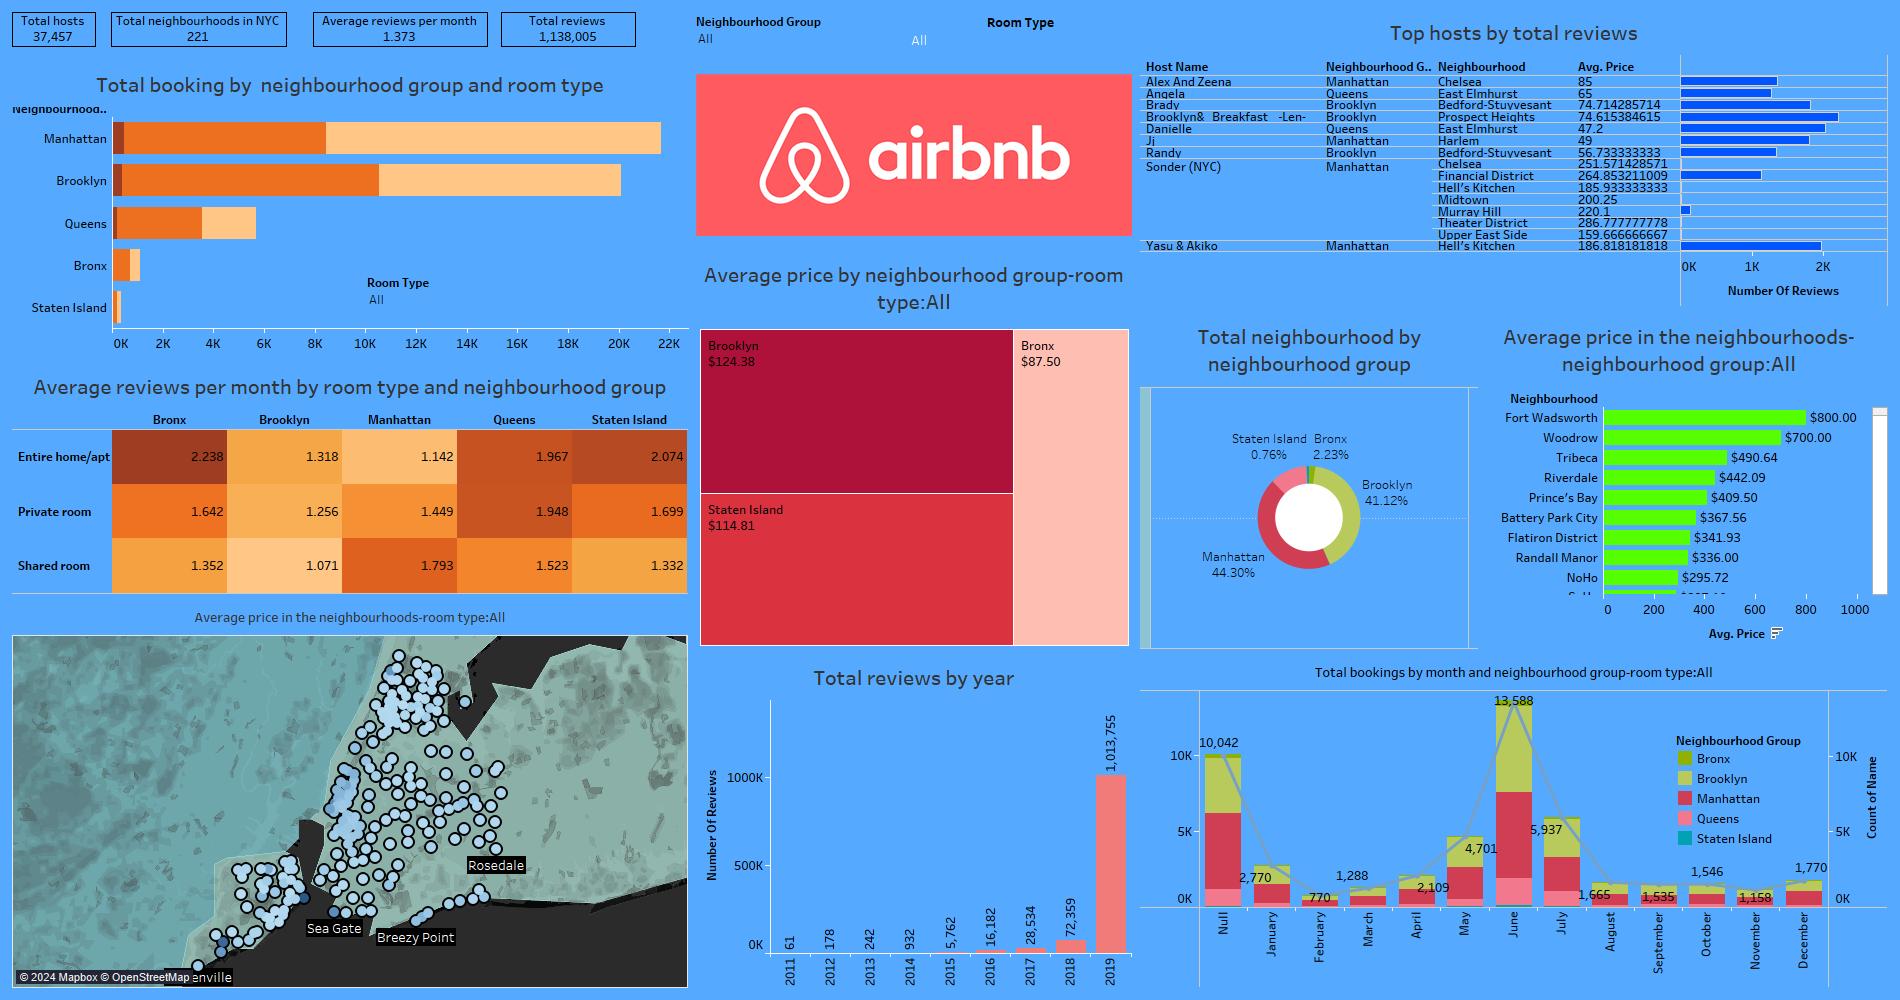 Total hosts
37,457
Total neighbourhoods in NYC
221
Average reviews per month
1.373
Total reviews
1,138,005
Total booking by neighbourhood group and room type
Neighbourhood..
Manhattan
Brooklyn
Queens
Bronx
Staten Island
Room Type
All
0K 2K 4K 6K 8K 10K 12K 14K 16K 18K 20K 22K
Average reviews per month by room type and neighbourhood group
Bronx Brooklyn Manhattan Queens Staten Island
Entire home/apt 2.238 1.318 1.142 1.967 2.074
Private room 1.642 1.256 1.449 1.948 1.699
Shared room 1.352 1.071 1.793 1.523 1.332
Average price in the neighbourhoods-room type:All
Rosedale
Sea Gate
Breezy Point
enville
© 2024 Mapbox © OpenStreetMap
Neighbourhood Group
All
Room Type
All
airbnb
Average price by neighbourhood group-room
type:All
Brooklyn
$124.38
Bronx
$87.50
Staten Island
$114.81
Total reviews by year
Number Of Reviews
1000K
500K
0K
61
178
242
932
5,762
16,182
28,534
72,359
1,013,755
2011 2012 2013 2014 2015 2016 2017 2018 2019
Top hosts by total reviews
Host Name Neighbourhood G.. Neighbourhood Avg. Price
Alex And Zeena Manhattan Chelsea 85
Angela Queens East Elmhurst 65
Brady Brooklyn Bedford-Stuyvesant 74.714285714
Brooklyn& Breakfast -Len- Brooklyn Prospect Heights 74.615384615
Danielle Queens East Elmhurst 47.2
Ji Manhattan Harlem 49
Randy Brooklyn Bedford-Stuyvesant 56.733333333
Sonder (NYC) Manhattan Chelsea 251.571428571
Financial District 264.853211009
Hell's Kitchen 185.933333333
Midtown 200.25
Murray Hill 220.1
Theater District 286.777777778
Upper East Side 159.666666667
Yasu & Akiko Manhattan Hell's Kitchen 186.818181818
0K 1K 2K
Number Of Reviews
Total neighbourhood by
neighbourhood group
Staten Island
0.76%
Bronx
2.23%
Brooklyn
41.12%
Manhattan
44.30%
Average price in the neighbourhoods-
neighbourhood group:All
Neighbourhood
Fort Wadsworth $800.00
Woodrow $700.00
Tribeca $490.64
Riverdale $442.09
Prince's Bay $409.50
Battery Park City $367.56
Flatiron District $341.93
Randall Manor $336.00
NoHo $295.72
0 200 400 600 800 1000
Avg. Price
Total bookings by month and neighbourhood group-room type:All
10K
5K
0K
10,042
2,770
770
1,288
2,109
4,701
13,588
5,937
1,665
1,535
1,546
1,158
1,770
Neighbourhood Group
Bronx
Brooklyn
Manhattan
Queens
Staten Island
10K
5K
0K
Count of Name
Null January February March April May June July August September October November December